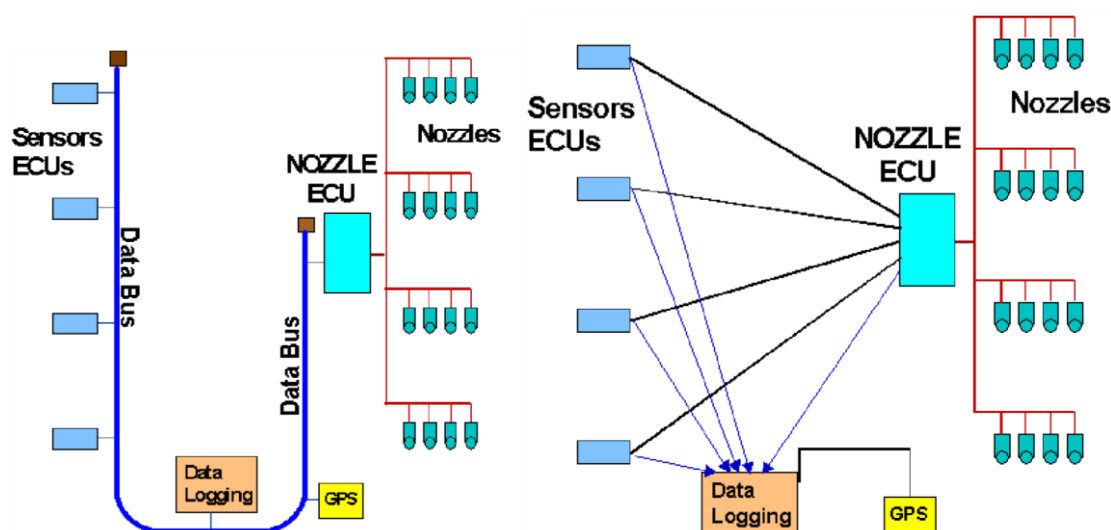 Sensors
ECUs
Data Bus
Data Bus
NOZZLE
ECU
Nozzles
Data
Logging
GPS
Sensors
ECUs
NOZZLE
ECU
Nozzles
Data
Logging
GPS